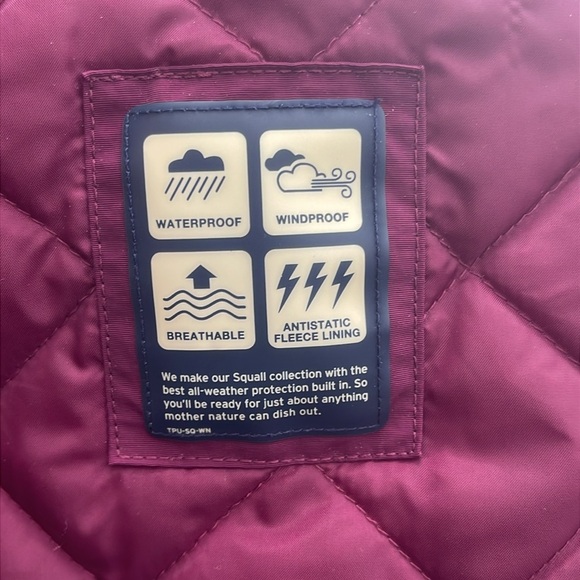 WATERPROOF
WINDPROOF
BREATHABLE
ANTISTATIC
FLEECE LINING
We make our Squall collection with the
best all-weather protection built in. So
you'll be ready for just about anything
mother nature can dish out.
TPU-SQ-WN